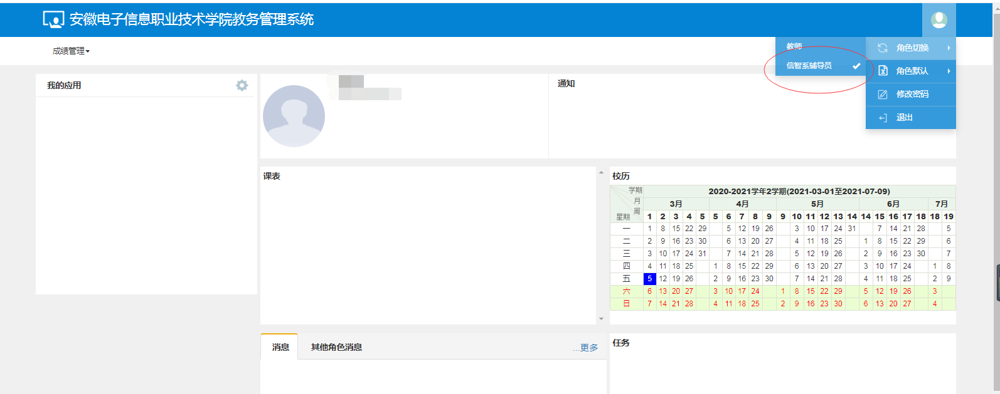 安徽电子信息职业技术学院教务管理系统
成绩管理
教师
信智系辅导员
角色切换
角色默认
修改密码
退出
我的应用
通知
课表
校历
学期
月
周
星期
2020-2021学年2学期(2021-03-01至2021-07-09)
3月 4月 5月 6月 7月
1 2 3 4 5 5 6 7 8 9 9 10 11 12 13 14 14 15 16 17 18 18 19
一 1 8 15 22 29 5 12 19 26 3 10 17 24 31 7 14 21 28 5
二 2 9 16 23 30 6 13 20 27 4 11 18 25 1 8 15 22 29 6
三 3 10 17 24 31 7 14 21 28 5 12 19 26 2 9 16 23 30 7
四 4 11 18 25 1 8 15 22 29 6 13 20 27 3 10 17 24 1 8
五 5 12 19 26 2 9 16 23 30 7 14 21 28 4 11 18 25 2 9
六 6 13 20 27 3 10 17 24 1 8 15 22 29 5 12 19 26 3
日 7 14 21 28 4 11 18 25 2 9 16 23 30 6 13 20 27 4
消息 其他角色消息 ...更多
任务